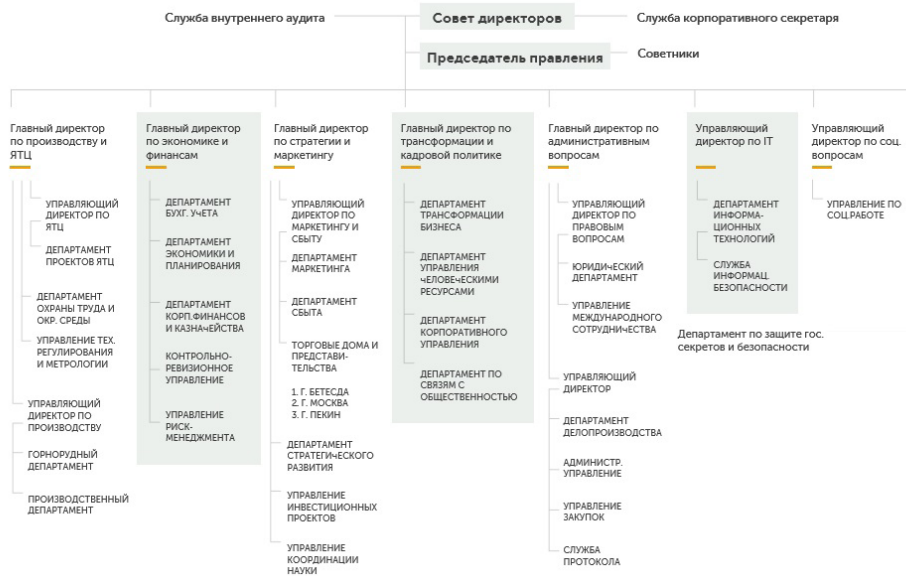 Служба внутреннего аудита
Совет директоров
Служба корпоративного секретаря
Председатель правления
Советники
Главный директор
по производству и
ЯТЦ
УПРАВЛЯЮЩИЙ
ДИРЕКТОР ПО
ЯТЦ
ДЕПАРТАМЕНТ
ПРОЕКТОВ ЯТЦ
ДЕПАРТАМЕНТ
ОХРАНЫ ТРУДА И
ОКР. СРЕДЫ
УПРАВЛЕНИЕ ТЕХ.
РЕГУЛИРОВАНИЯ
И МЕТРОЛОГИИ
УПРАВЛЯЮЩИЙ
ДИРЕКТОР ПО
ПРОИЗВОДСТВУ
ГОРНОРУДНЫЙ
ДЕПАРТАМЕНТ
ПРОИЗВОДСТВЕННЫЙ
ДЕПАРТАМЕНТ
Главный директор
по экономике и
финансам
ДЕПАРТАМЕНТ
БУХГ. УЧЕТА
ДЕПАРТАМЕНТ
ЭКОНОМИКИ И
ПЛАНИРОВАНИЯ
ДЕПАРТАМЕНТ
КОРП.ФИНАНСОВ
И КАЗНАЧЕЙСТВА
КОНТРОЛЬНО-
РЕВИЗИОННОЕ
УПРАВЛЕНИЕ
УПРАВЛЕНИЕ
РИСК-
МЕНЕДЖМЕНТА
Главный директор
по стратегии и
маркетингу
УПРАВЛЯЮЩИЙ
ДИРЕКТОР ПО
МАРКЕТИНГУ И
СБЫТУ
ДЕПАРТАМЕНТ
МАРКЕТИНГА
ДЕПАРТАМЕНТ
СБЫТА
ТОРГОВЫЕ ДОМА И
ПРЕДСТАВИ-
ТЕЛЬСТВА
1. Г. БЕТЕСДА
2. Г. МОСКВА
3. Г. ПЕКИН
ДЕПАРТАМЕНТ
СТРАТЕГИЧЕСКОГО
РАЗВИТИЯ
УПРАВЛЕНИЕ
ИНВЕСТИЦИОННЫХ
ПРОЕКТОВ
УПРАВЛЕНИЕ
КООРДИНАЦИИ
НАУКИ
Главный директор по
трансформации и
кадровой политике
ДЕПАРТАМЕНТ
ТРАНСФОРМАЦИИ
БИЗНЕСА
ДЕПАРТАМЕНТ
УПРАВЛЕНИЯ
ЧЕЛОВЕЧЕСКИМИ
РЕСУРСАМИ
ДЕПАРТАМЕНТ
КОРПОРАТИВНОГО
УПРАВЛЕНИЯ
ДЕПАРТАМЕНТ ПО
СВЯЗЯМ С
ОБЩЕСТВЕННОСТЬЮ
Главный директор по
административным
вопросам
УПРАВЛЯЮЩИЙ
ДИРЕКТОР ПО
ПРАВОВЫМ
ВОПРОСАМ
ЮРИДИЧЕСКИЙ
ДЕПАРТАМЕНТ
УПРАВЛЕНИЕ
МЕЖДУНАРОДНОГО
СОТРУДНИЧЕСТВА
УПРАВЛЯЮЩИЙ
ДИРЕКТОР
ДЕПАРТАМЕНТ
ДЕЛОПРОИЗВОДСТВА
АДМИНИСТР.
УПРАВЛЕНИЕ
УПРАВЛЕНИЕ
ЗАКУПОК
СЛУЖБА
ПРОТОКОЛА
Управляющий
директор по IT
ДЕПАРТАМЕНТ
ИНФОРМА-
ЦИОННЫХ
ТЕХНОЛОГИЙ
СЛУЖБА
ИНФОРМАЦ.
БЕЗОПАСНОСТИ
Департамент по защите гос.
секретов и безопасности
Управляющий
директор по соц.
вопросам
УПРАВЛЕНИЕ ПО
СОЦ.РАБОТЕ